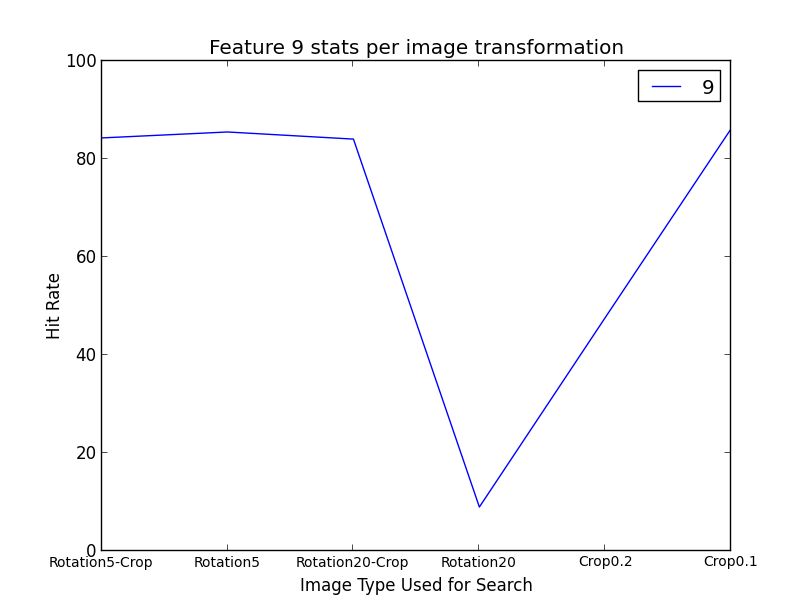 Feature 9 stats per image transformation
9
100
80
60
40
20
0
Hit Rate
Rotation5-Crop Rotation5 Rotation20-Crop Rotation20 Crop0.2 Crop0.1
Image Type Used for Search